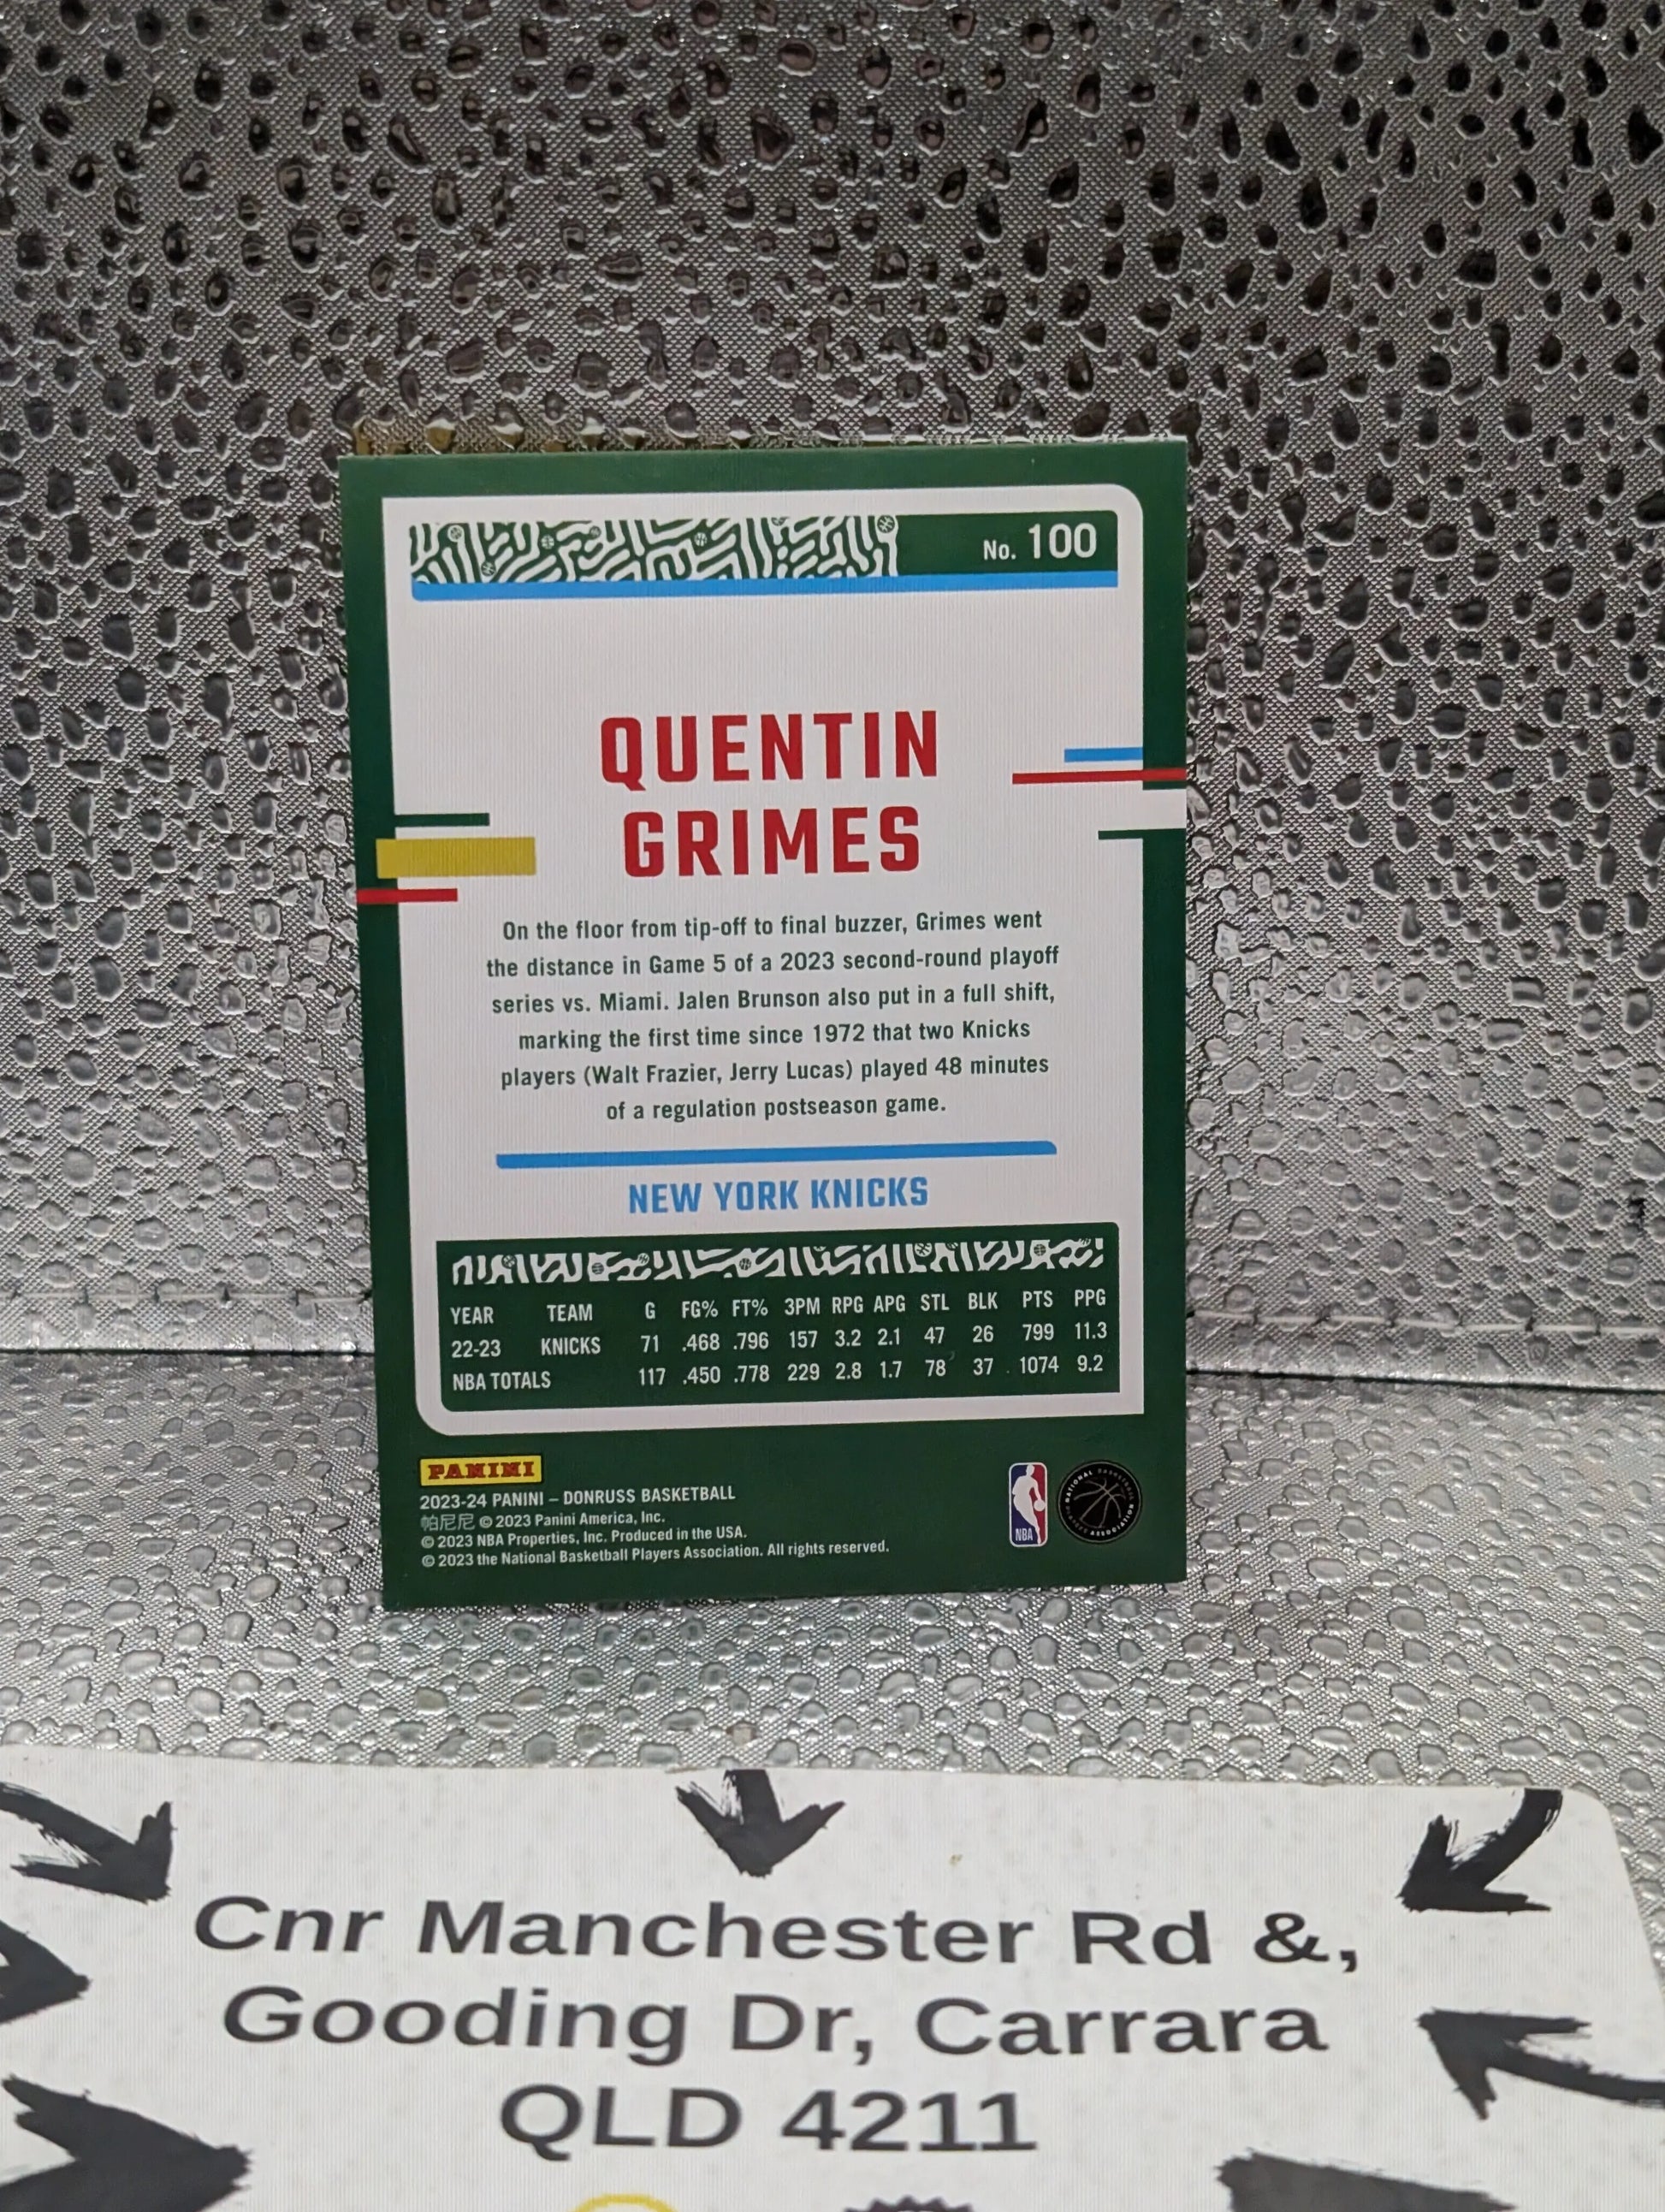 No. 100
QUENTIN
GRIMES
On the floor from tip-off to final buzzer, Grimes went
the distance in Game 5 of a 2023 second-round playoff
series vs. Miami. Jalen Brunson also put in a full shift,
marking the first time since 1972 that two Knicks
players (Walt Frazier, Jerry Lucas) played 48 minutes
of a regulation postseason game.
NEW YORK KNICKS
YEAR TEAM G FG% FT% 3PM RPG APG STL BLK PTS PPG
22-23 KNICKS 71 .468 .796 157 3.2 2.1 47 26 799 11.3
NBA TOTALS 117 .450 .778 229 2.8 1.7 78 37 1074 9.2
PANINI
2023-24 PANINI – DONRUSS BASKETBALL
帕尼尼 © 2023 Panini America, Inc.
© 2023 NBA Properties, Inc. Produced in the USA.
© 2023 the National Basketball Players Association. All rights reserved.
NBA
NATIONAL BASKETBALL
PLAYERS ASSOCIATION
Cnr Manchester Rd &,
Gooding Dr, Carrara
QLD 4211